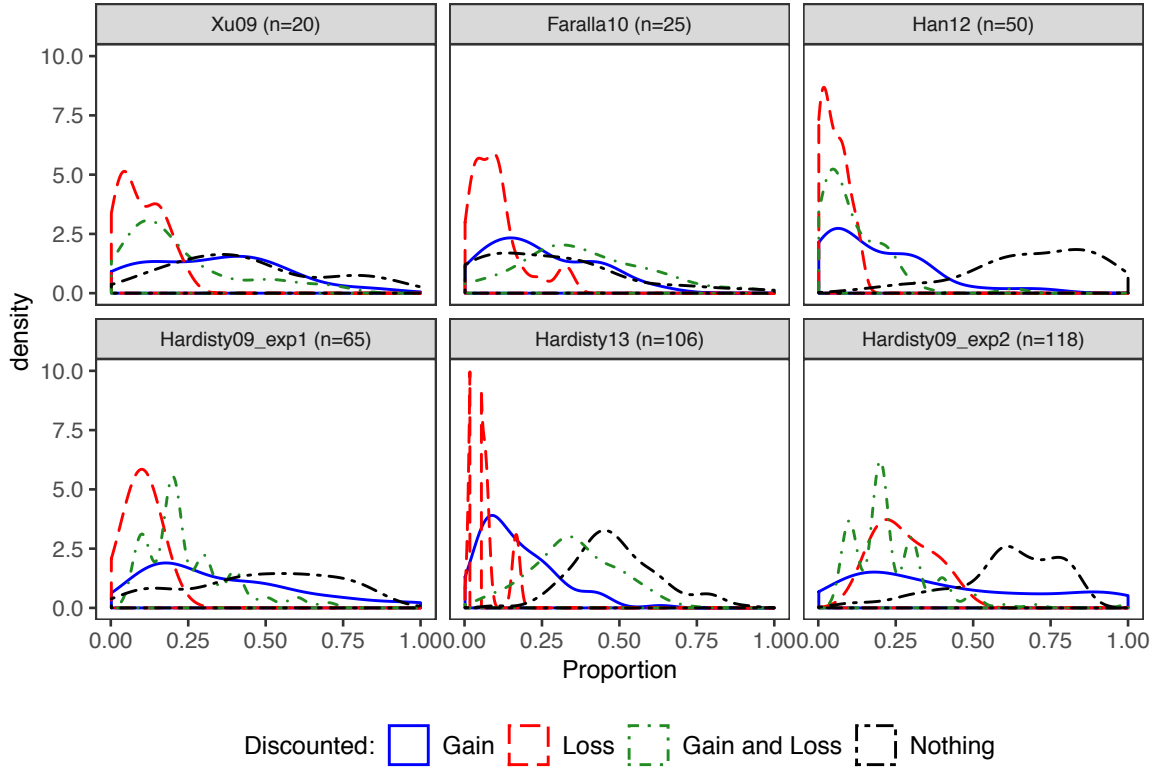 Xu09 (n=20) Faralla10 (n=25) Han12 (n=50)
10.0
7.5
5.0
2.5
0.0
density
Hardisty09_exp1 (n=65) Hardisty13 (n=106) Hardisty09_exp2 (n=118)
10.0
7.5
5.0
2.5
0.0
0.00 0.25 0.50 0.75 1.00 0.00 0.25 0.50 0.75 1.00 0.00 0.25 0.50 0.75 1.00
Proportion
Discounted: Gain Loss Gain and Loss Nothing